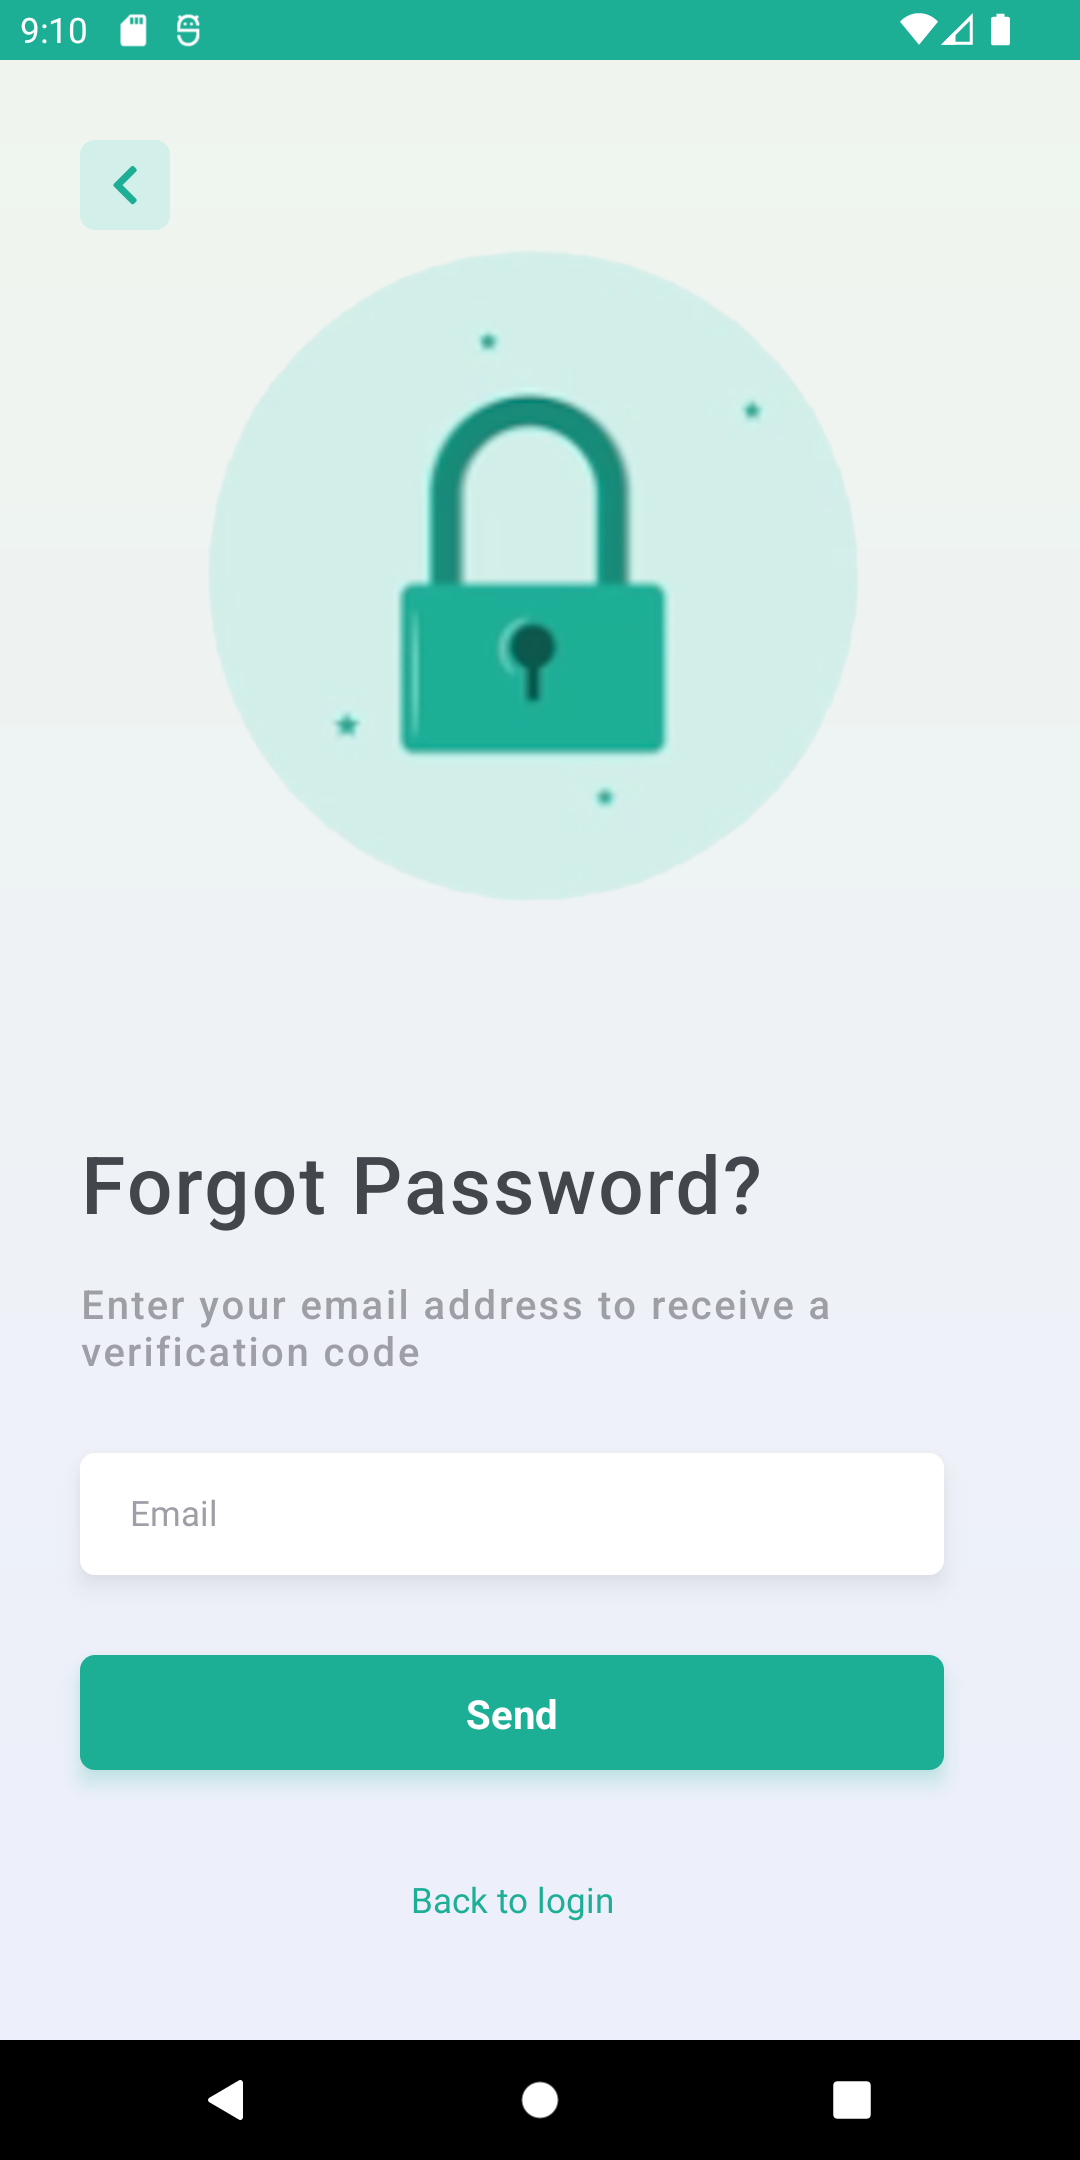 9:10
Forgot Password?
Enter your email address to receive a
verification code
Email
Send
Back to login